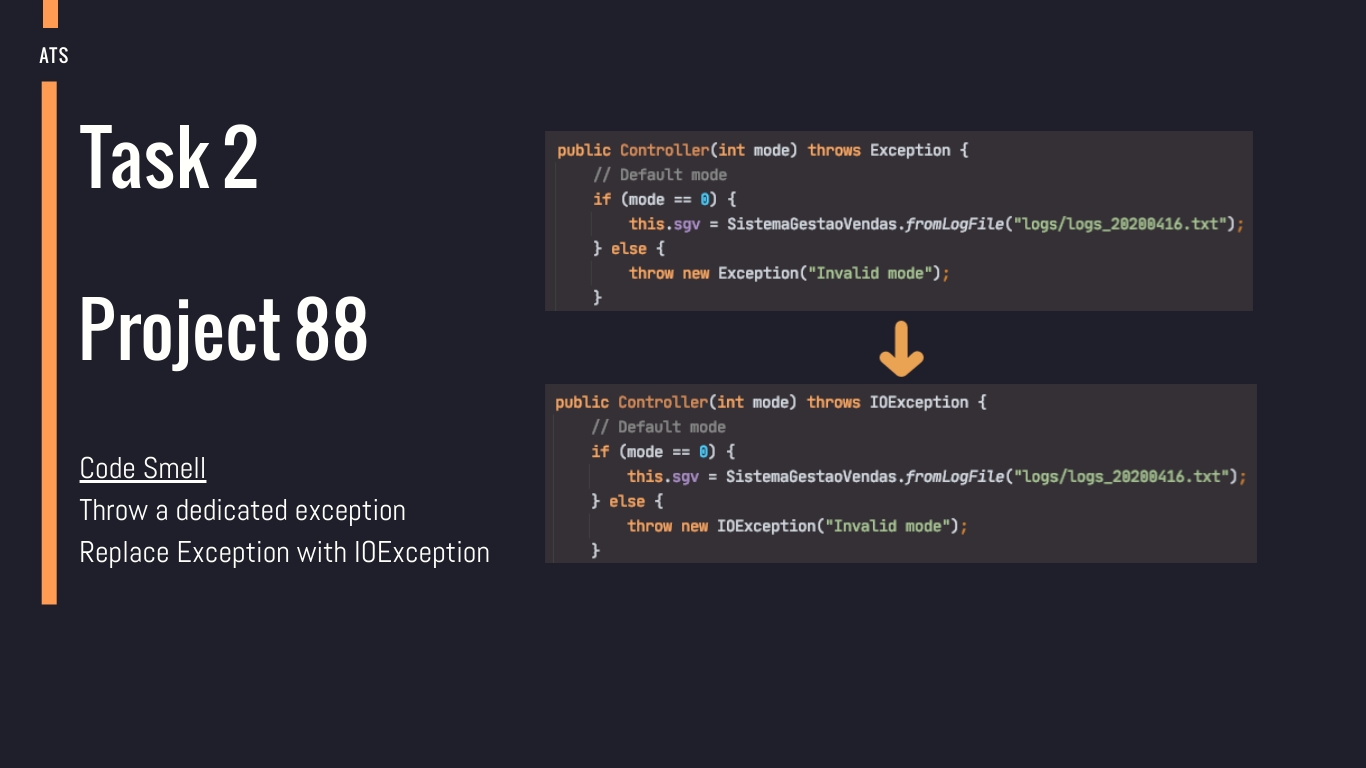 ATS
Task 2
Project 88
Code Smell
Throw a dedicated exception
Replace Exception with IOException
public Controller(int mode) throws Exception {
// Default mode
if (mode == 0) {
this.sgv = SistemaGestaoVendas.fromLogFile("logs/logs_20200416.txt");
} else {
throw new Exception("Invalid mode");
}
public Controller(int mode) throws IOException {
// Default mode
if (mode == 0) {
this.sgv = SistemaGestaoVendas.fromLogFile("logs/logs_20200416.txt");
} else {
throw new IOException("Invalid mode");
}